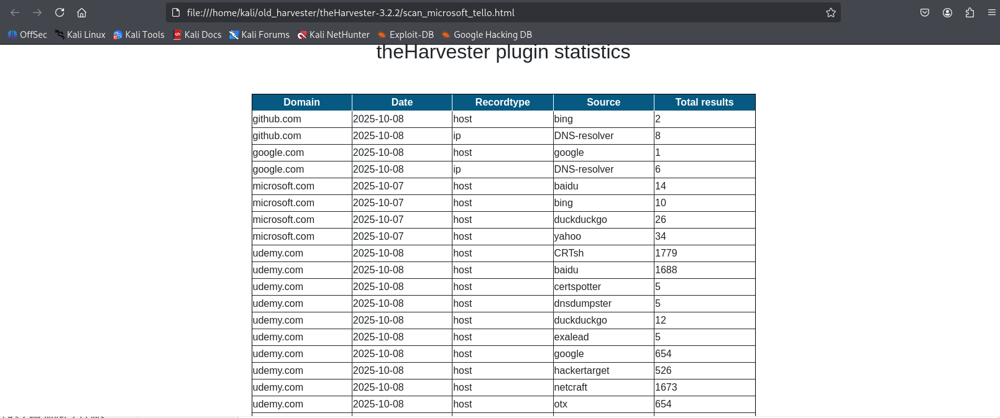 file:///home/kali/old_harvester/theHarvester-3.2.2/scan_microsoft_tello.html
OffSec Kali Linux Kali Tools Kali Docs Kali Forums Kali NetHunter Exploit-DB Google Hacking DB
theHarvester plugin statistics
Domain Date Recordtype Source Total results
github.com 2025-10-08 host bing 2
github.com 2025-10-08 ip DNS-resolver 8
google.com 2025-10-08 host google 1
google.com 2025-10-08 ip DNS-resolver 6
microsoft.com 2025-10-07 host baidu 14
microsoft.com 2025-10-07 host bing 10
microsoft.com 2025-10-07 host duckduckgo 26
microsoft.com 2025-10-07 host yahoo 34
udemy.com 2025-10-08 host CRTsh 1779
udemy.com 2025-10-08 host baidu 1688
udemy.com 2025-10-08 host certspotter 5
udemy.com 2025-10-08 host dnsdumpster 5
udemy.com 2025-10-08 host duckduckgo 12
udemy.com 2025-10-08 host exalead 5
udemy.com 2025-10-08 host google 654
udemy.com 2025-10-08 host hackertarget 526
udemy.com 2025-10-08 host netcraft 1673
udemy.com 2025-10-08 host otx 654